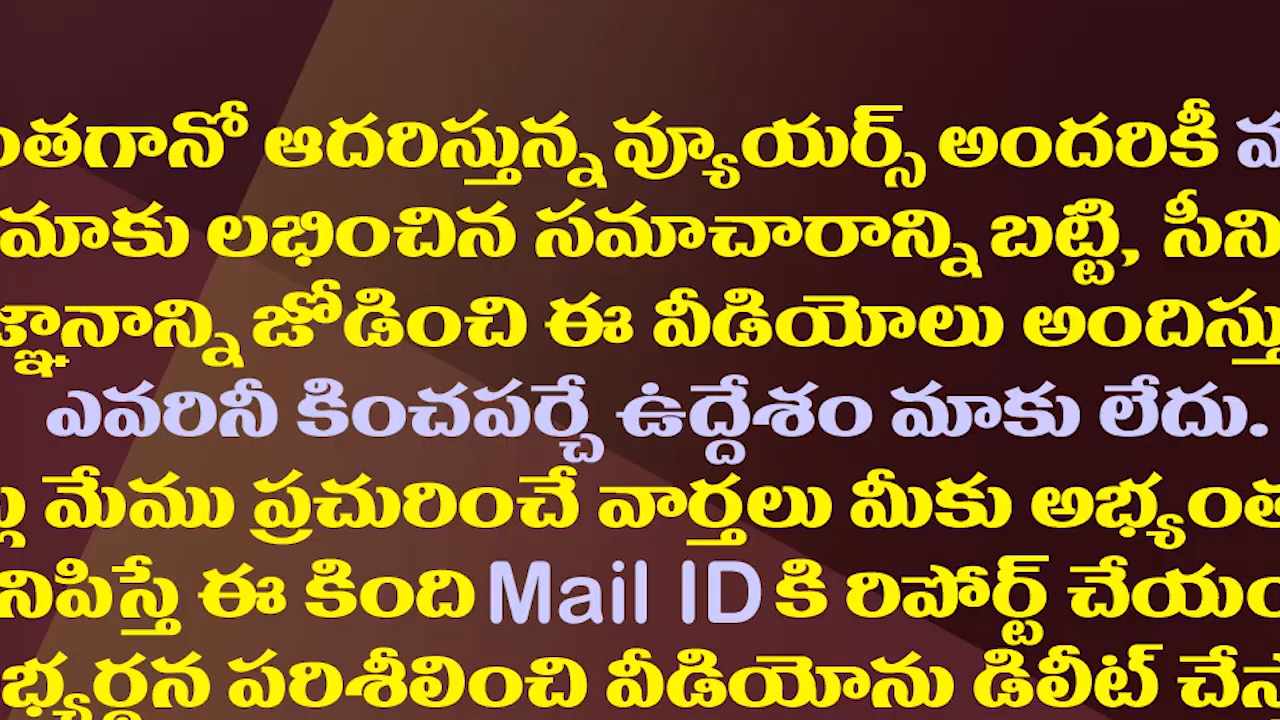 ంతగానో ఆదరిస్తున్న వ్యూయర్స్ అందరికీ
మాకు లభించిన సమాచారాన్ని బట్టి, సీని
జ్ఞానాన్ని జోడించి ఈ వీడియోలు అందిస్తు
ఎవరినీ కించపర్చే ఉద్దేశం మాకు లేదు.
మేము ప్రచురించే వార్తలు మీకు అభ్యంత
నిపిస్తే ఈ కింది Mail ID కి రిపోర్ట్ చేయం
భ్యర్థన పరిశీలించి వీడియోను డిలీట్ చేస